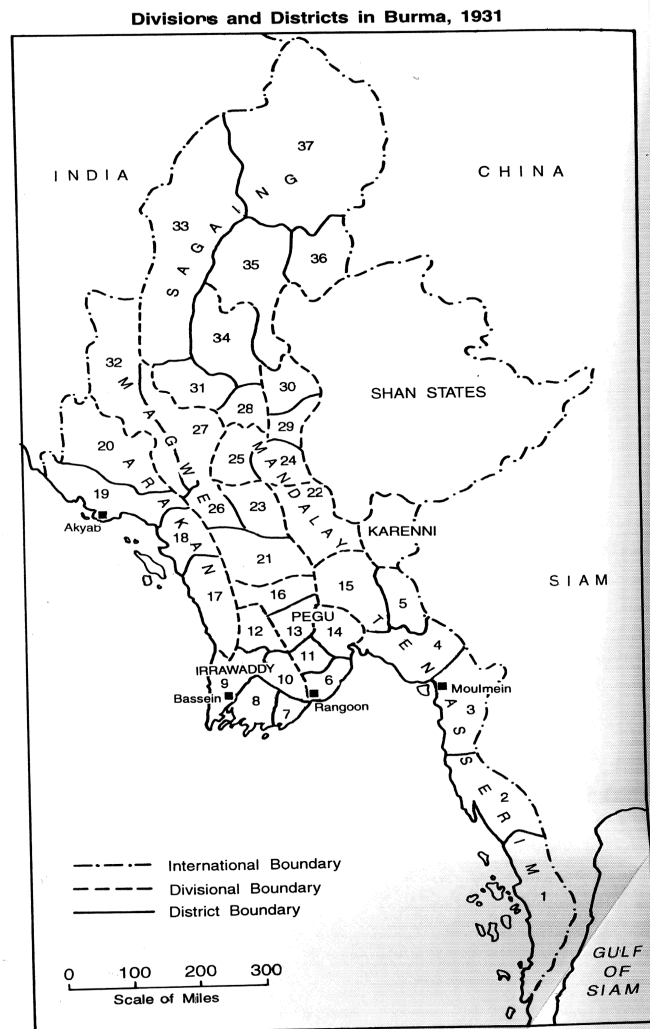 Divisions and Districts in Burma, 1931
INDIA
CHINA
SAGAING
37
33
35
36
34
32
31
30
SHAN STATES
28
27
29
MAGWE
MANDALAY
20
25
24
ARAKAN
19
26
23
22
Akyab
18
KARENNI
21
SIAM
17
16
15
5
PEGU
12
13
14
4
TENASSERIM
11
IRRAWADDY
9
10
6
Bassein
8
7
Rangoon
Moulmein
3
2
1
International Boundary
Divisional Boundary
District Boundary
0 100 200 300
Scale of Miles
GULF
OF
SIAM